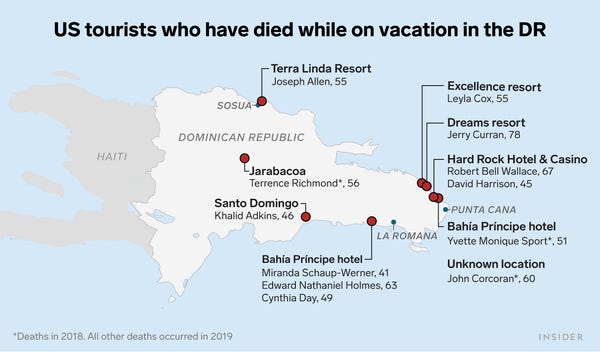 US tourists who have died while on vacation in the DR
Terra Linda Resort
Joseph Allen, 55
SOSUA
DOMINICAN REPUBLIC
HAITI
Jarabacoa
Terrence Richmond*, 56
Santo Domingo
Khalid Adkins, 46
Excellence resort
Leyla Cox, 55
Dreams resort
Jerry Curran, 78
Hard Rock Hotel & Casino
Robert Bell Wallace, 67
David Harrison, 45
PUNTA CANA
Bahía Príncipe hotel
Yvette Monique Sport*, 51
LA ROMANA
Bahía Príncipe hotel
Miranda Schaup-Werner, 41
Edward Nathaniel Holmes, 63
Cynthia Day, 49
Unknown location
John Corcoran*, 60
*Deaths in 2018. All other deaths occurred in 2019
INSIDER